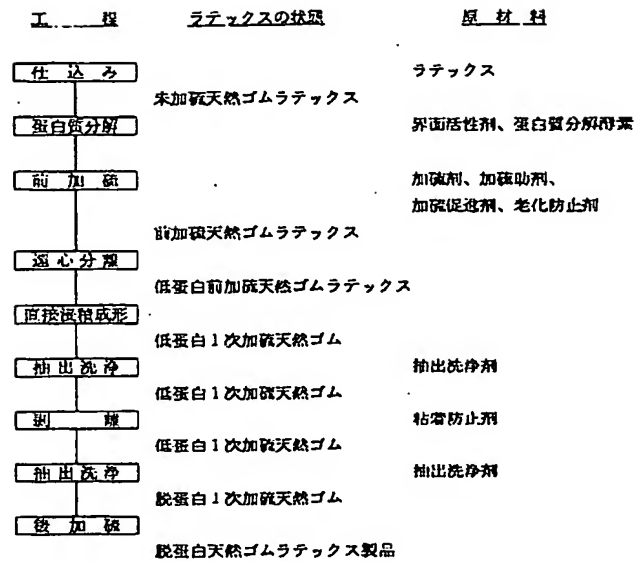 工 程 ラテックスの状態 原 材 料
仕 込 み ラテックス
未加硫天然ゴムラテックス
蛋白質分解 界面活性剤、蛋白質分解酵素
前 加 硫 加硫剤、加硫助剤、
加硫促進剤、老化防止剤
前加硫天然ゴムラテックス
遠 心 分 離
低蛋白前加硫天然ゴムラテックス
直接浸漬成形
低蛋白1次加硫天然ゴム
抽 出 洗 浄 抽出洗浄剤
低蛋白1次加硫天然ゴム
剥 離 粘着防止剤
低蛋白1次加硫天然ゴム
抽 出 洗 浄 抽出洗浄剤
脱蛋白1次加硫天然ゴム
後 加 硫
脱蛋白天然ゴムラテックス製品